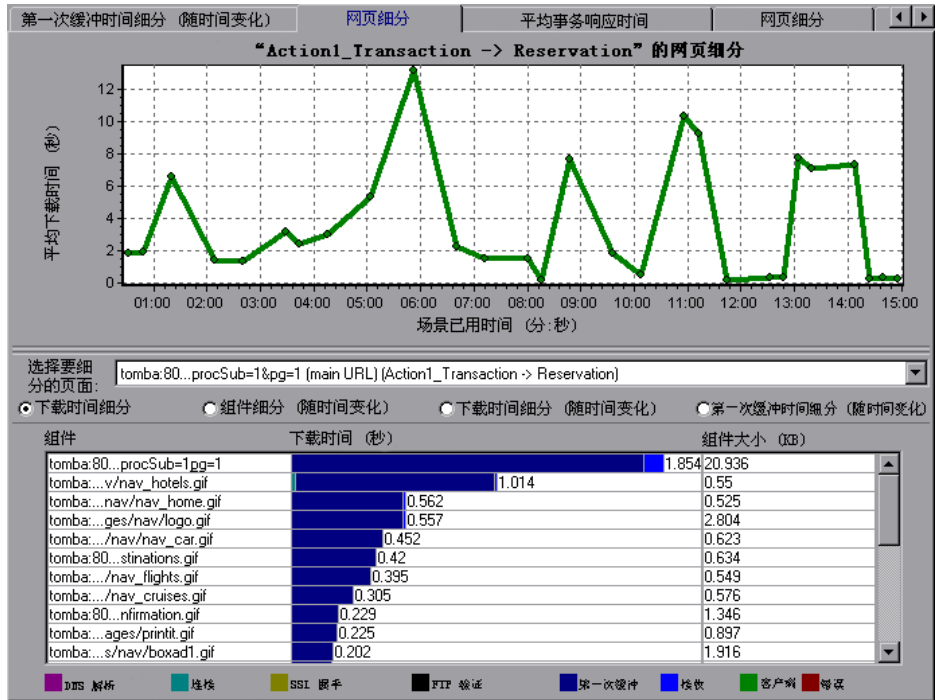 第一次缓冲时间细分 (随时间变化) 网页细分 平均事务响应时间 网页细分
“Action1_Transaction -> Reservation”的网页细分
平均下载时间 (秒)
12
10
8
6
4
2
0
01:00 02:00 03:00 04:00 05:00 06:00 07:00 08:00 09:00 10:00 11:00 12:00 13:00 14:00 15:00
场景已用时间 (分:秒)
选择要细
分的页面:
tomba:80...procSub=1&pg=1 (main URL) (Action1_Transaction -> Reservation)
下载时间细分 组件细分 (随时间变化) 下载时间细分 (随时间变化) 第一次缓冲时间细分 (随时间变化)
组件 下载时间 (秒) 组件大小 (KB)
tomba:80...procSub=1pg=1 1.854 20.936
tomba:...v/nav_hotels.gif 1.014 0.55
tomba:...nav/nav_home.gif 0.562 0.525
tomba:...ges/nav/logo.gif 0.557 2.804
tomba:.../nav/nav_car.gif 0.452 0.623
tomba:80...stinations.gif 0.42 0.634
tomba:.../nav_flights.gif 0.395 0.549
tomba:.../nav_cruises.gif 0.305 0.576
tomba:80...nfirmation.gif 0.229 1.346
tomba:...ages/printit.gif 0.225 0.897
tomba:...s/nav/boxad1.gif 0.202 1.916
DNS 解析 连接 SSL 握手 FTP 验证 第一次缓冲 接收 客户端 错误